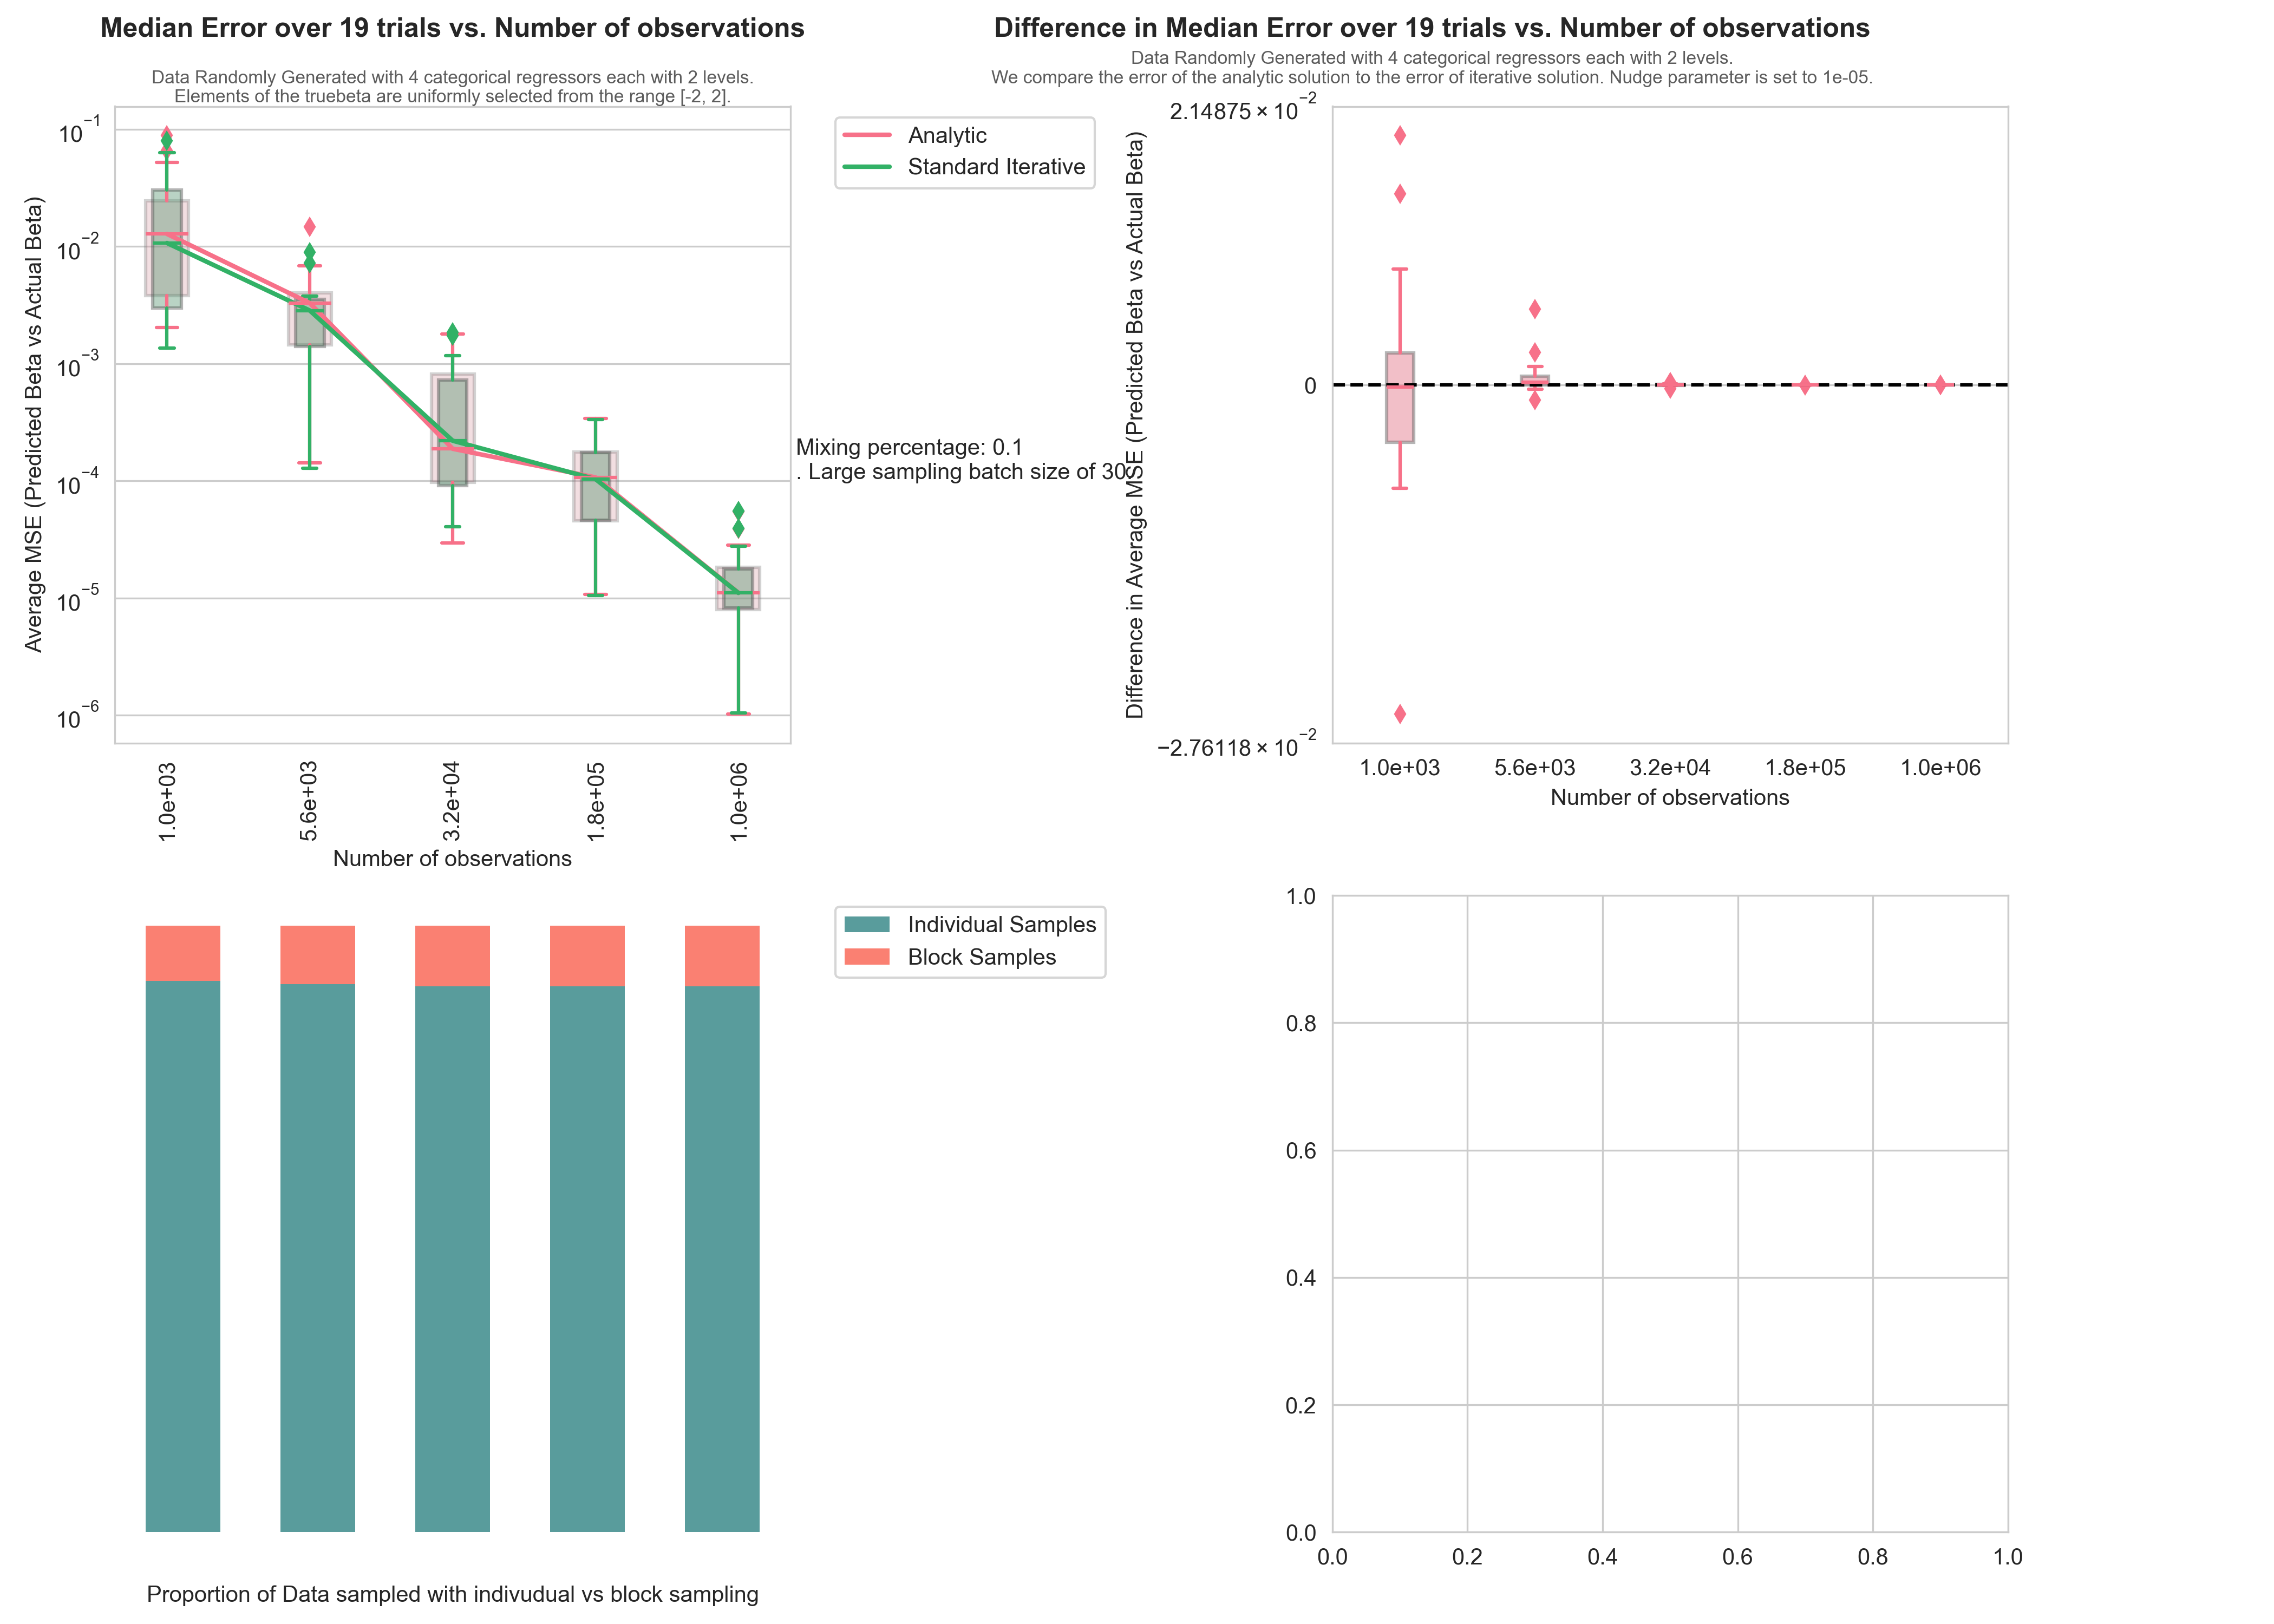 Median Error over 19 trials vs. Number of observations
Data Randomly Generated with 4 categorical regressors each with 2 levels.
Elements of the truebeta are uniformly selected from the range [-2, 2].
Average MSE (Predicted Beta vs Actual Beta)
10⁻¹
10⁻²
10⁻³
10⁻⁴
10⁻⁵
10⁻⁶
1.0e+03
5.6e+03
3.2e+04
1.8e+05
1.0e+06
Number of observations
Analytic
Standard Iterative
Mixing percentage: 0.1
. Large sampling batch size of 30.
Difference in Median Error over 19 trials vs. Number of observations
Data Randomly Generated with 4 categorical regressors each with 2 levels.
We compare the error of the analytic solution to the error of iterative solution. Nudge parameter is set to 1e-05.
Difference in Average MSE (Predicted Beta vs Actual Beta)
2.14875 × 10⁻²
0
−2.76118 × 10⁻²
1.0e+03
5.6e+03
3.2e+04
1.8e+05
1.0e+06
Number of observations
Individual Samples
Block Samples
Proportion of Data sampled with indivudual vs block sampling
1.0
0.8
0.6
0.4
0.2
0.0
0.0
0.2
0.4
0.6
0.8
1.0